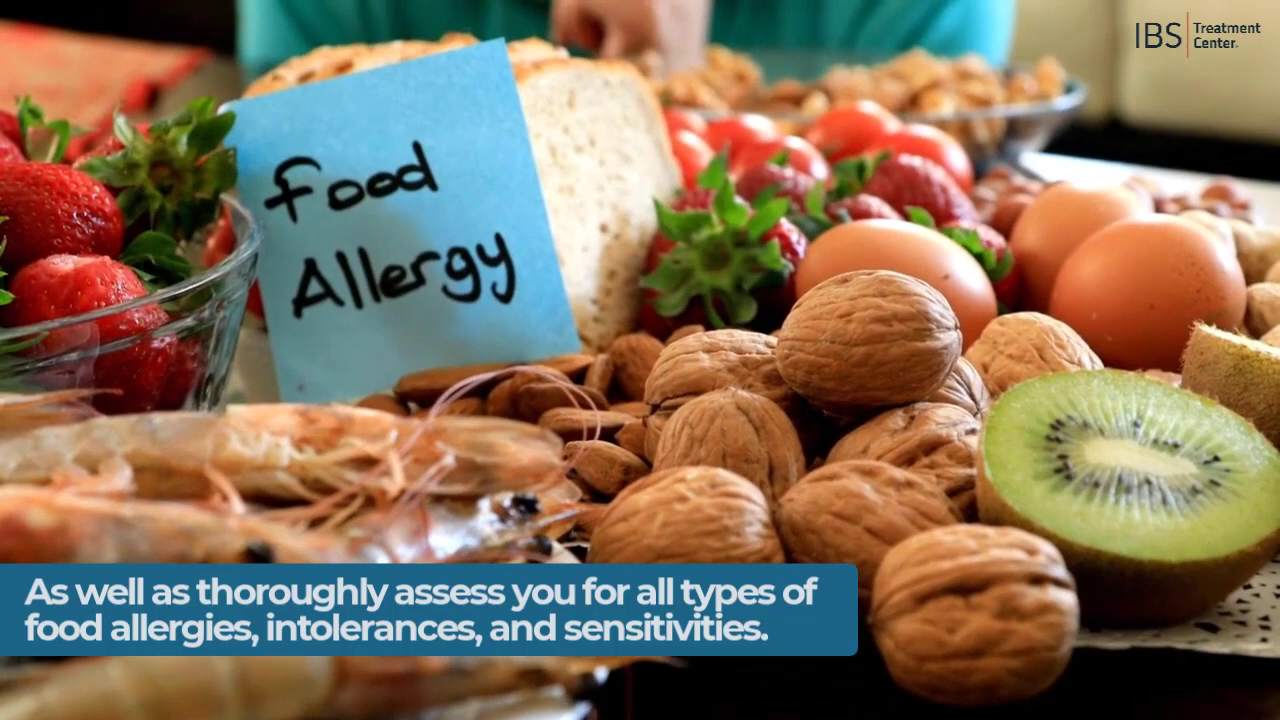 IBS Treatment
Center.
Food
Allergy
As well as thoroughly assess you for all types of
food allergies, intolerances, and sensitivities.